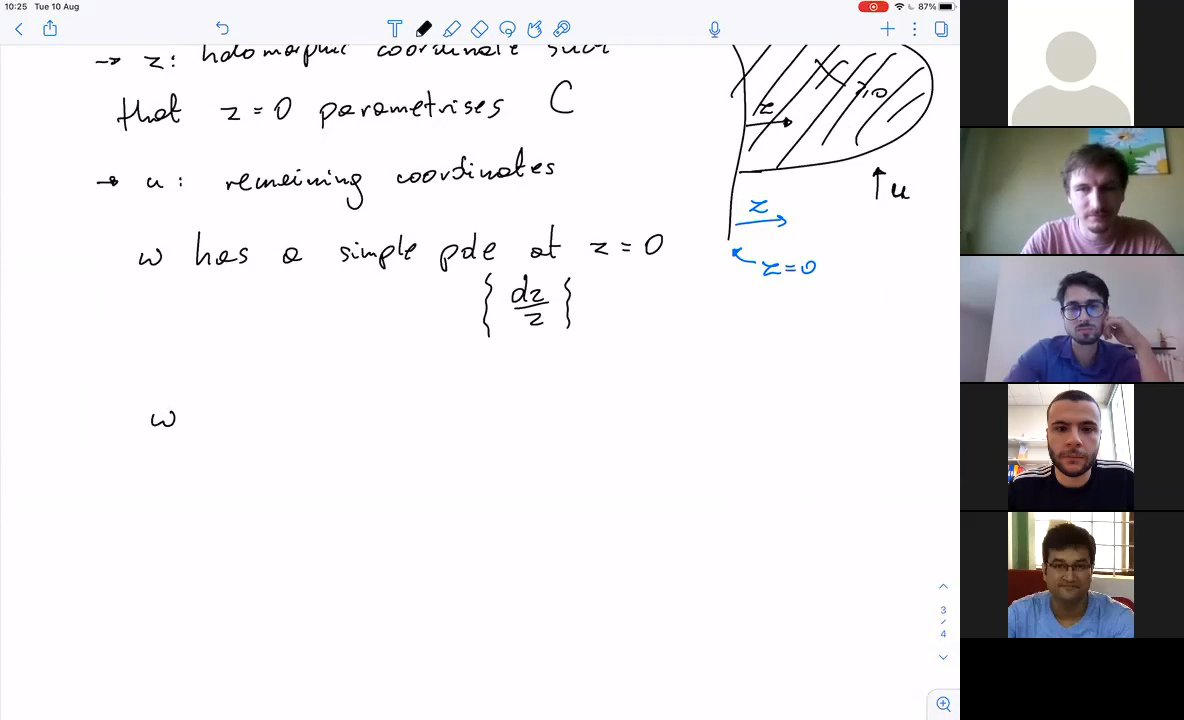 10:25 Tue 10 Aug
87%
T
→ z: holomorphic coordinate such
that z=0 parametrises C
→ u: remaining coordinates
ω has a simple pole at z=0
{ dz/z }
ω
z
X≥0
↑u
z
z=0
3
/
4